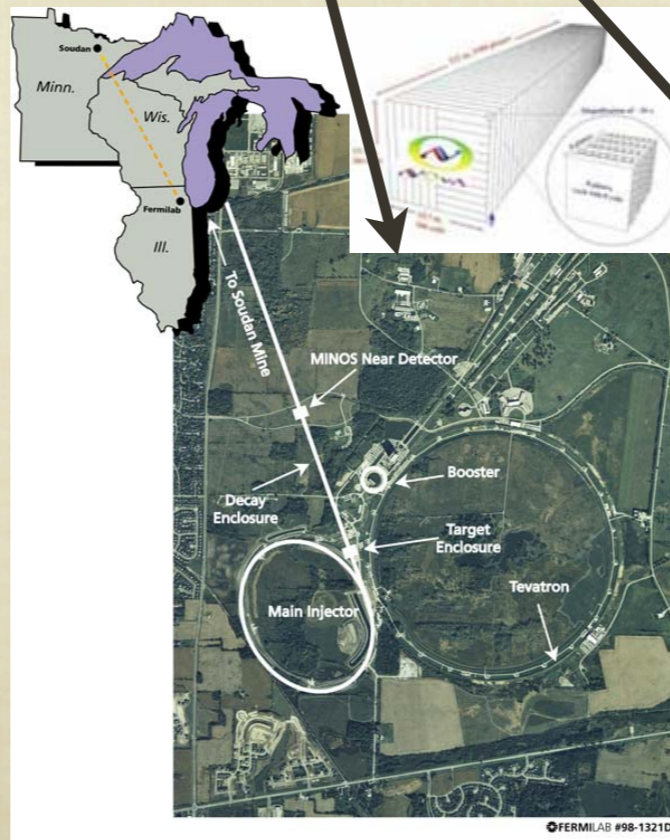 Soudan
Minn.
Wis.
Fermilab
Ill.
To Soudan Mine
MINOS Near Detector
Booster
Decay
Enclosure
Target
Enclosure
Tevatron
Main Injector
FERMILAB #98-1321D